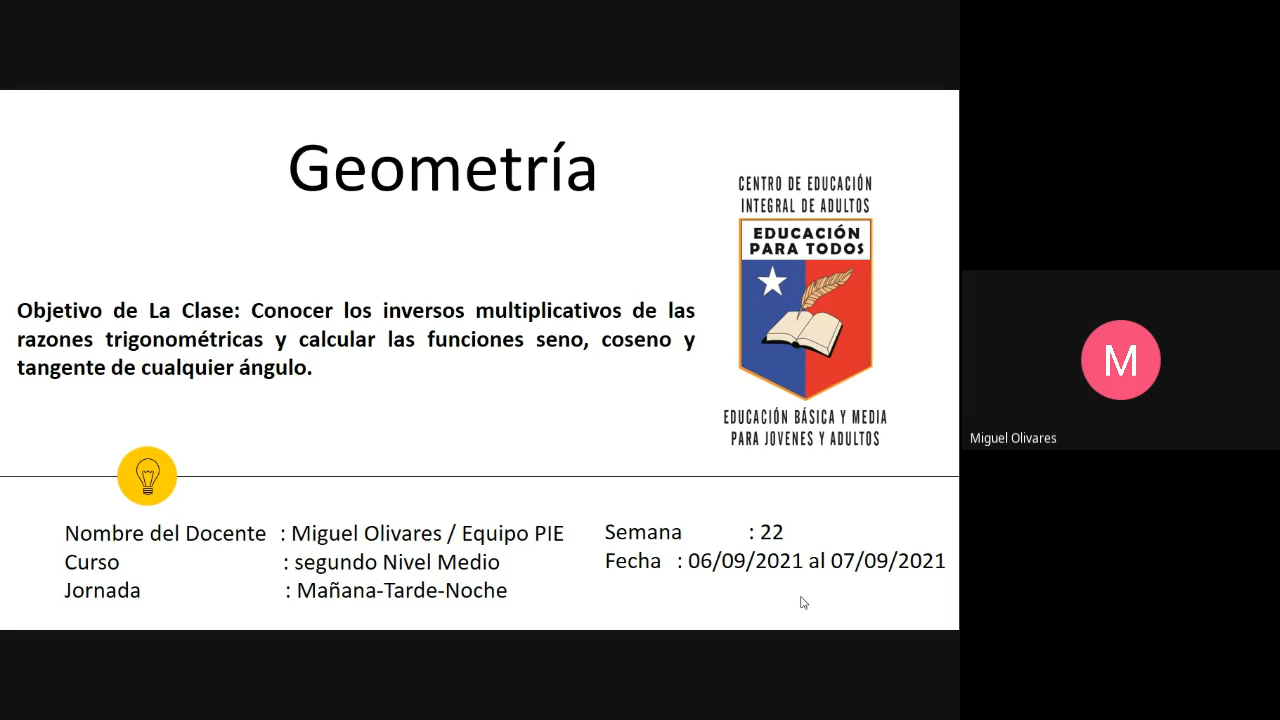 Geometría
CENTRO DE EDUCACIÓN
INTEGRAL DE ADULTOS
EDUCACIÓN
PARA TODOS
EDUCACIÓN BÁSICA Y MEDIA
PARA JOVENES Y ADULTOS
Objetivo de La Clase: Conocer los inversos multiplicativos de las
razones trigonométricas y calcular las funciones seno, coseno y
tangente de cualquier ángulo.
Nombre del Docente : Miguel Olivares / Equipo PIE
Curso : segundo Nivel Medio
Jornada : Mañana-Tarde-Noche
Semana : 22
Fecha : 06/09/2021 al 07/09/2021
M
Miguel Olivares